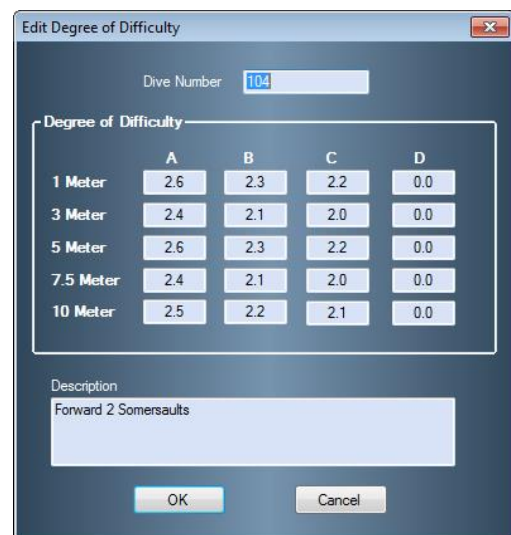 Edit Degree of Difficulty
Dive Number 104
Degree of Difficulty
A B C D
1 Meter 2.6 2.3 2.2 0.0
3 Meter 2.4 2.1 2.0 0.0
5 Meter 2.6 2.3 2.2 0.0
7.5 Meter 2.4 2.1 2.0 0.0
10 Meter 2.5 2.2 2.1 0.0
Description
Forward 2 Somersaults
OK Cancel